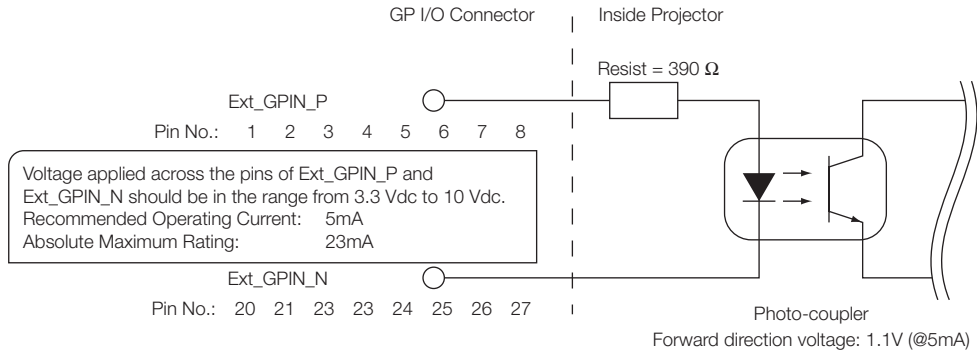 GP I/O Connector
Inside Projector
Resist = 390 Ω
Ext_GPIN_P
Pin No.: 1 2 3 4 5 6 7 8
Voltage applied across the pins of Ext_GPIN_P and
Ext_GPIN_N should be in the range from 3.3 Vdc to 10 Vdc.
Recommended Operating Current: 5mA
Absolute Maximum Rating: 23mA
Ext_GPIN_N
Pin No.: 20 21 23 23 24 25 26 27
Photo-coupler
Forward direction voltage: 1.1V (@5mA)